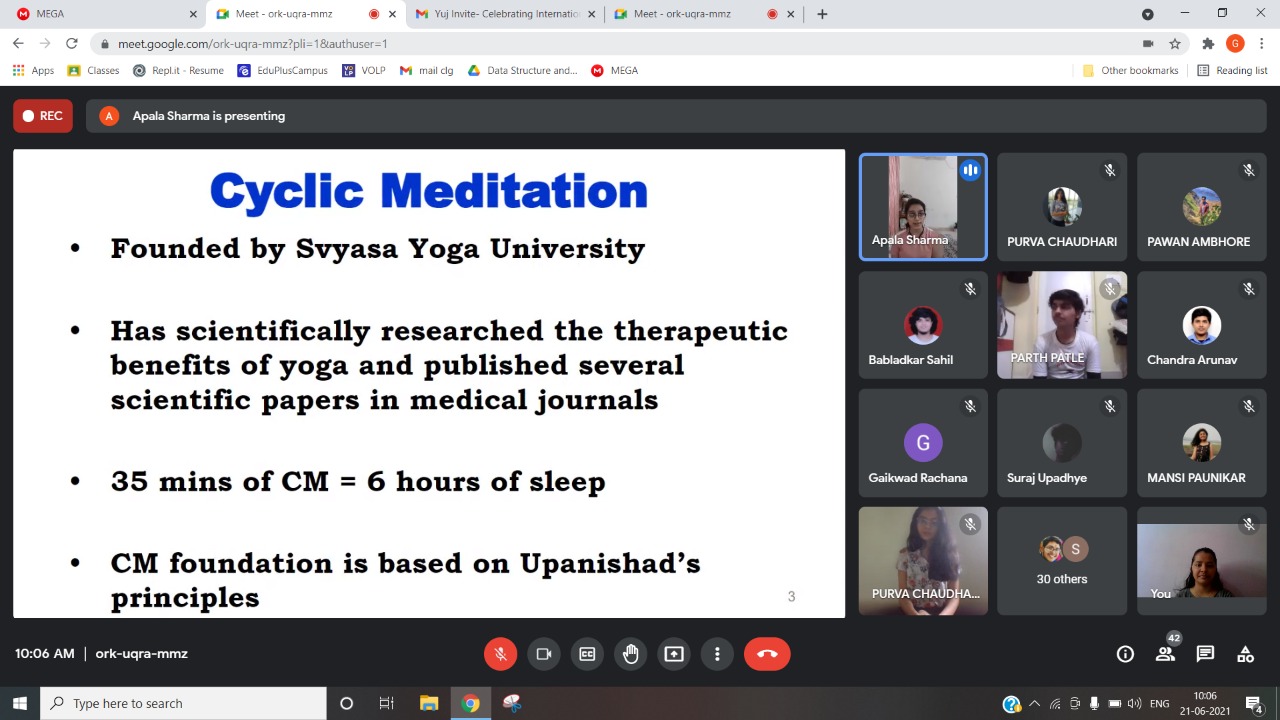 MEGA
Meet - ork-uqra-mmz
Yuj Invite- Celebrating Internatio
Meet - ork-uqra-mmz
meet.google.com/ork-uqra-mmz?pli=1&authuser=1
G
Apps
Classes
Repl.it - Resume
EduPlusCampus
VOLP
mail clg
Data Structure and...
MEGA
Other bookmarks
Reading list
REC
A
Apala Sharma is presenting
Cyclic Meditation
• Founded by Svyasa Yoga University
• Has scientifically researched the therapeutic
benefits of yoga and published several
scientific papers in medical journals
• 35 mins of CM = 6 hours of sleep
• CM foundation is based on Upanishad's
principles
3
Apala Sharma
PURVA CHAUDHARI
PAWAN AMBHORE
Babladkar Sahil
PARTH PATLE
Chandra Arunav
G
Gaikwad Rachana
Suraj Upadhye
MANSI PAUNIKAR
PURVA CHAUDHA...
S
30 others
You
10:06 AM | ork-uqra-mmz
42
Type here to search
ENG
10:06
21-06-2021
4